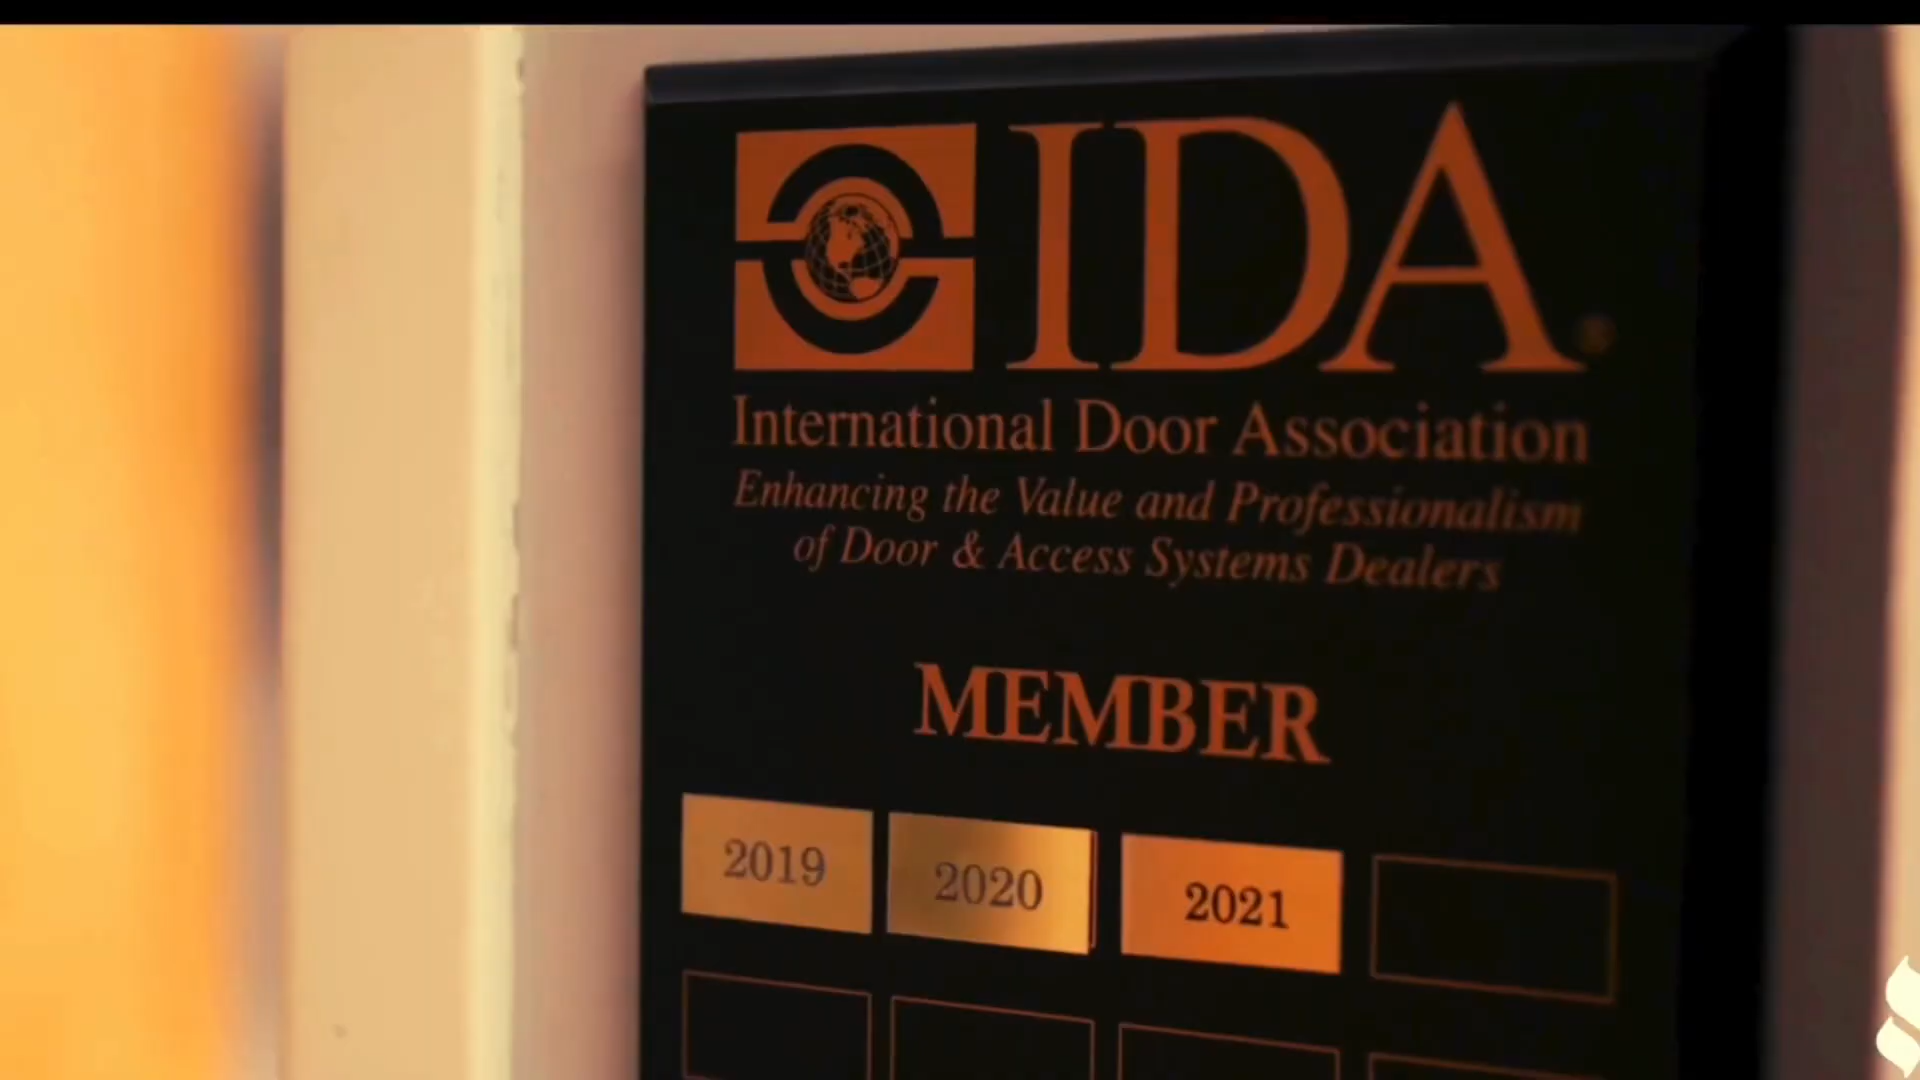 IDA
International Door Association
Enhancing the Value and Professionalism
of Door & Access Systems Dealers
MEMBER
2019 2020 2021